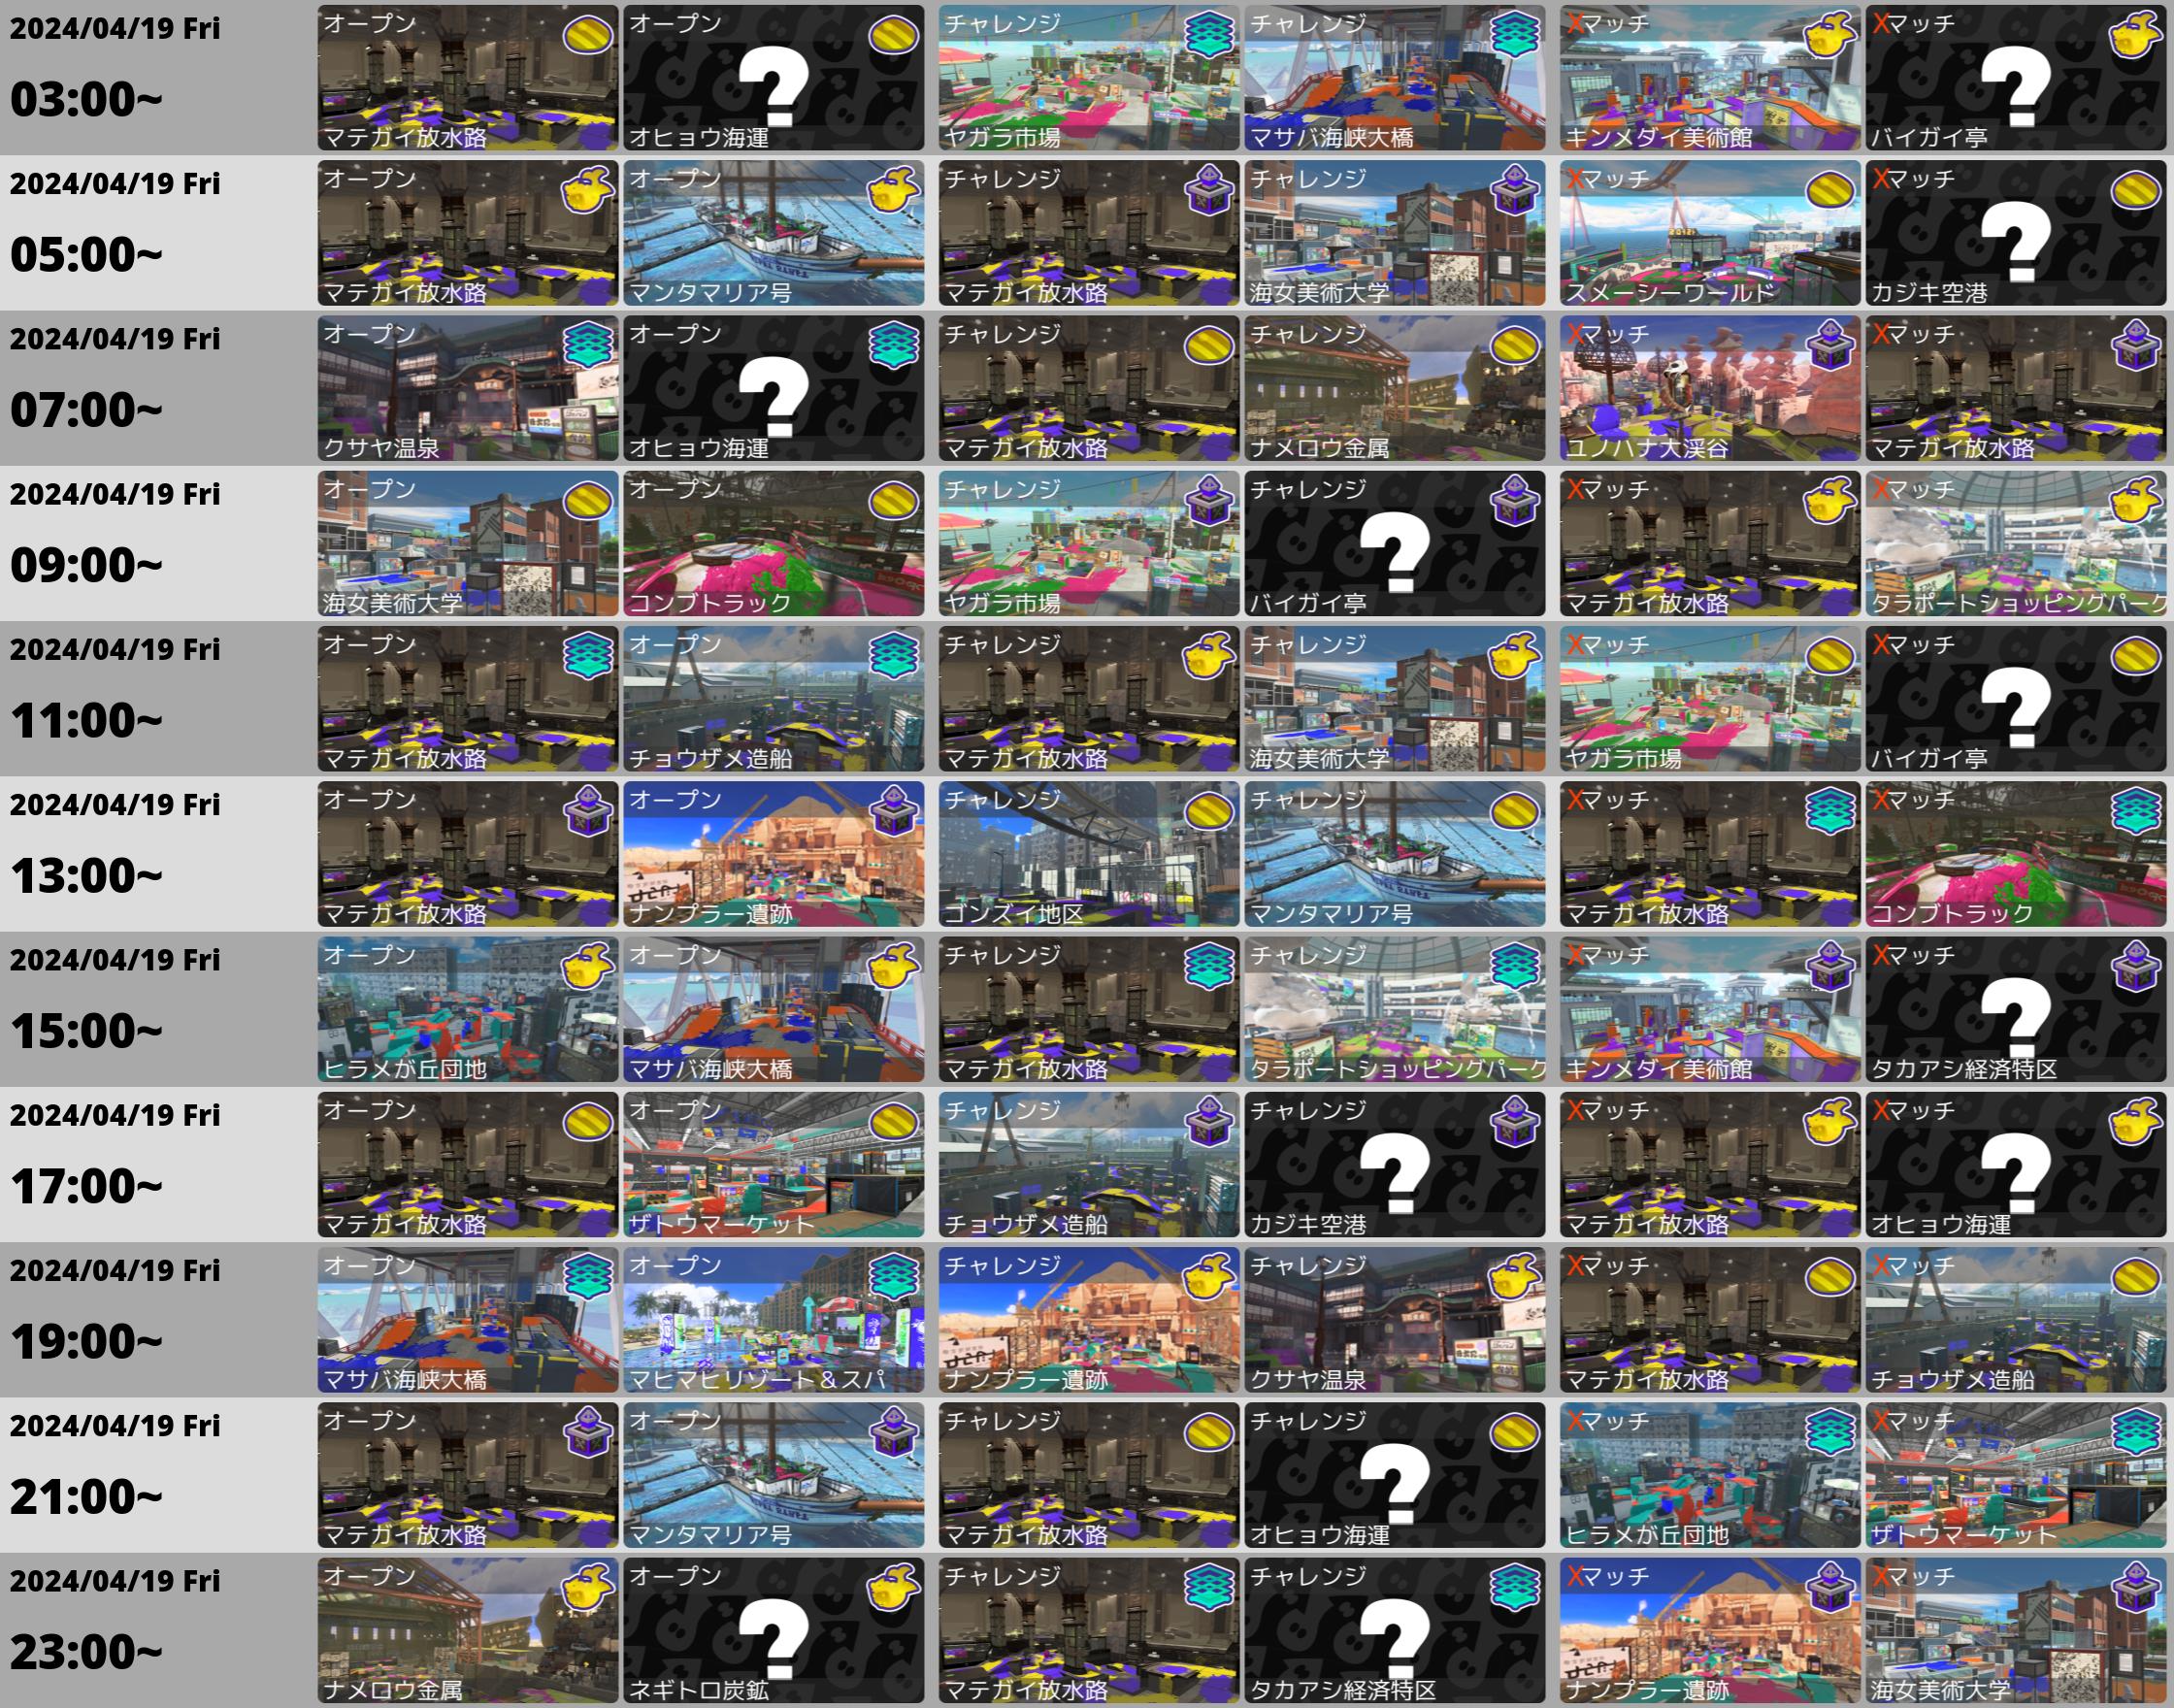 2024/04/19 Fri
03:00~
オープン
マテガイ放水路
オープン
?
オヒョウ海運
チャレンジ
ヤガラ市場
チャレンジ
マサバ海峡大橋
Xマッチ
キンメダイ美術館
Xマッチ
?
バイガイ亭
2024/04/19 Fri
05:00~
オープン
マテガイ放水路
オープン
マンタマリア号
チャレンジ
マテガイ放水路
チャレンジ
海女美術大学
Xマッチ
スメーシーワールド
Xマッチ
?
カジキ空港
2024/04/19 Fri
07:00~
オープン
クサヤ温泉
オープン
?
オヒョウ海運
チャレンジ
マテガイ放水路
チャレンジ
ナメロウ金属
Xマッチ
ユノハナ大渓谷
Xマッチ
マテガイ放水路
2024/04/19 Fri
09:00~
オープン
海女美術大学
オープン
コンブトラック
チャレンジ
ヤガラ市場
チャレンジ
?
バイガイ亭
Xマッチ
マテガイ放水路
Xマッチ
タラポートショッピングパーク
2024/04/19 Fri
11:00~
オープン
マテガイ放水路
オープン
チョウザメ造船
チャレンジ
マテガイ放水路
チャレンジ
海女美術大学
Xマッチ
ヤガラ市場
Xマッチ
?
バイガイ亭
2024/04/19 Fri
13:00~
オープン
マテガイ放水路
オープン
ナンプラー遺跡
チャレンジ
ゴンズイ地区
チャレンジ
マンタマリア号
Xマッチ
マテガイ放水路
Xマッチ
コンブトラック
2024/04/19 Fri
15:00~
オープン
ヒラメが丘団地
オープン
マサバ海峡大橋
チャレンジ
マテガイ放水路
チャレンジ
タラポートショッピングパーク
Xマッチ
キンメダイ美術館
Xマッチ
?
タカアシ経済特区
2024/04/19 Fri
17:00~
オープン
マテガイ放水路
オープン
ザトウマーケット
チャレンジ
チョウザメ造船
チャレンジ
?
カジキ空港
Xマッチ
マテガイ放水路
Xマッチ
?
オヒョウ海運
2024/04/19 Fri
19:00~
オープン
マサバ海峡大橋
オープン
マヒマヒリゾート＆スパ
チャレンジ
ナンプラー遺跡
チャレンジ
クサヤ温泉
Xマッチ
マテガイ放水路
Xマッチ
チョウザメ造船
2024/04/19 Fri
21:00~
オープン
マテガイ放水路
オープン
マンタマリア号
チャレンジ
マテガイ放水路
チャレンジ
?
オヒョウ海運
Xマッチ
ヒラメが丘団地
Xマッチ
ザトウマーケット
2024/04/19 Fri
23:00~
オープン
ナメロウ金属
オープン
?
ネギトロ炭鉱
チャレンジ
マテガイ放水路
チャレンジ
?
タカアシ経済特区
Xマッチ
ナンプラー遺跡
Xマッチ
海女美術大学